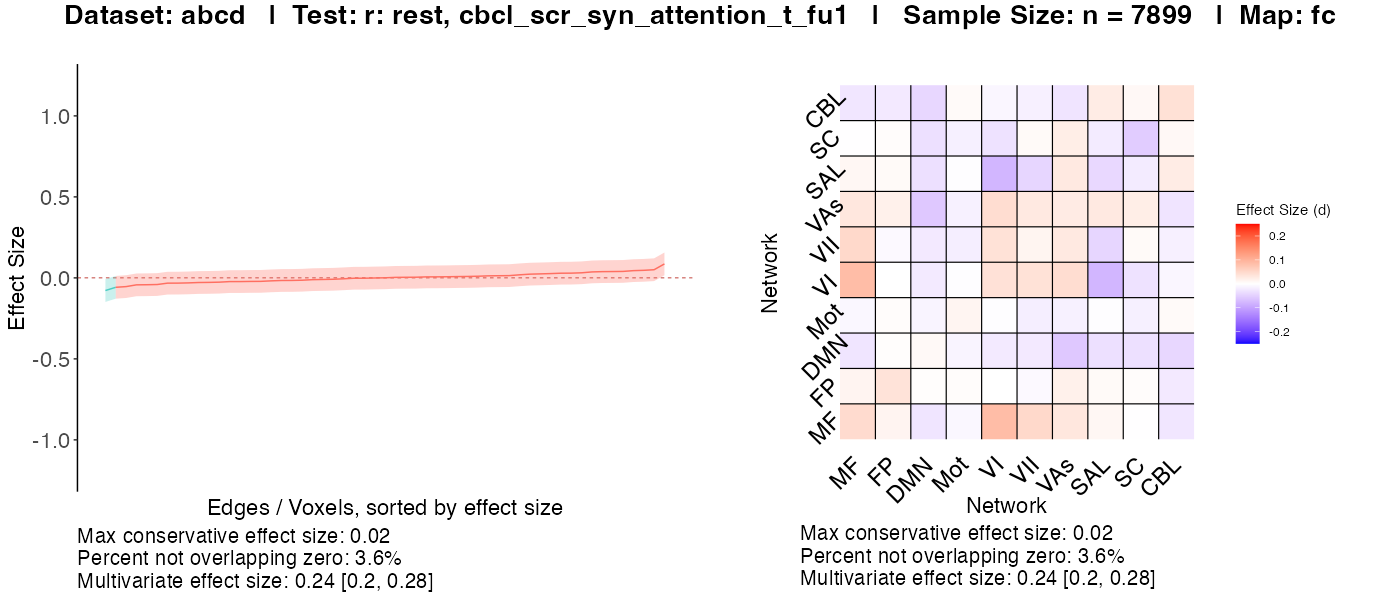 Dataset: abcd | Test: r: rest, cbcl_scr_syn_attention_t_fu1 | Sample Size: n = 7899 | Map: fc
Effect Size
1.0
0.5
0.0
-0.5
-1.0
Edges / Voxels, sorted by effect size
Max conservative effect size: 0.02
Percent not overlapping zero: 3.6%
Multivariate effect size: 0.24 [0.2, 0.28]
Network
CBL
SC
SAL
VAs
VII
VI
Mot
DMN
FP
MF
MF FP DMN Mot VI VII VAs SAL SC CBL
Network
Max conservative effect size: 0.02
Percent not overlapping zero: 3.6%
Multivariate effect size: 0.24 [0.2, 0.28]
Effect Size (d)
0.2
0.1
0.0
-0.1
-0.2